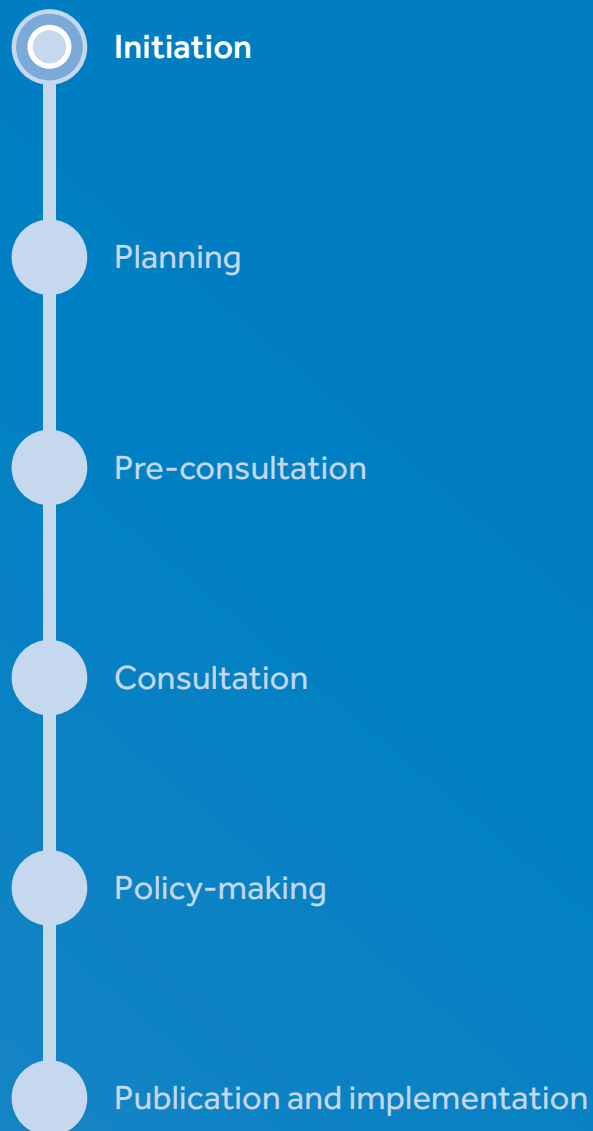 Initiation
Planning
Pre-consultation
Consultation
Policy-making
Publication and implementation